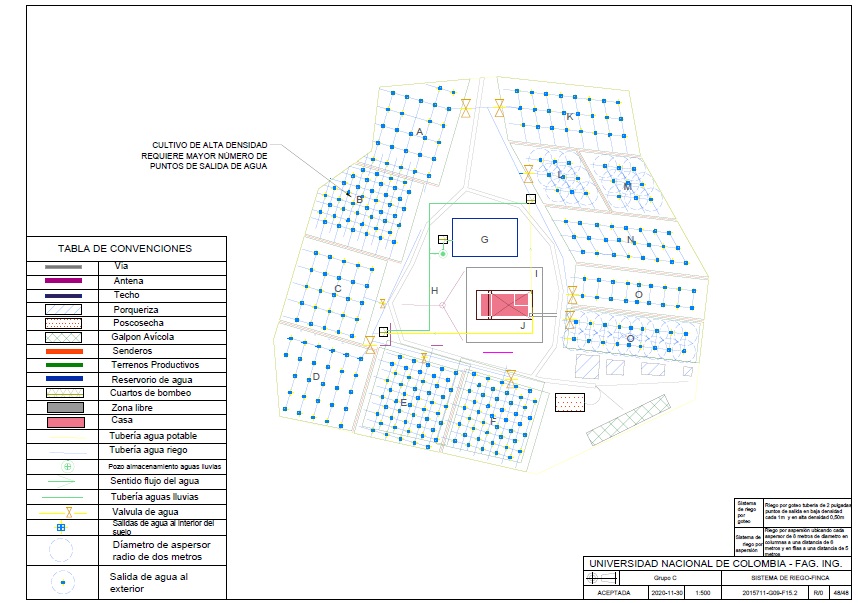 CULTIVO DE ALTA DENSIDAD
REQUIERE MAYOR NÚMERO DE
PUNTOS DE SALIDA DE AGUA
A
B
C
D
E
F
G
H
I
J
K
L
M
N
O
O
TABLA DE CONVENCIONES
Vía
Antena
Techo
Porqueriza
Poscosecha
Galpon Avícola
Senderos
Terrenos Productivos
Reservorio de agua
Cuartos de bombeo
Zona libre
Casa
Tubería agua potable
Tubería agua riego
Pozo almacenamiento aguas lluvias
Sentido flujo del agua
Tubería aguas lluvias
Valvula de agua
Salidas de agua al interior del
suelo
Díametro de aspersor
radio de dos metros
Salida de agua al
exterior
Sistema
de riego
por
goteo
Riego por goteo tuberia de 2 pulgadas
puntos de salida en baja densidad
cada 1m y en alta densidad 0,50m
Sistema de
riego por
aspersión
Riego por aspersión ubicando cada
aspersor de 8 metros de diametro en
columnas a una distancia de 6
metros y en filas a una distancia de 5
metros
UNIVERSIDAD NACIONAL DE COLOMBIA - FAG. ING.
Grupo C
SISTEMA DE RIEGO-FINCA
ACEPTADA
2020-11-30
1:500
2015711-G09-F15.2
R/0
48/48